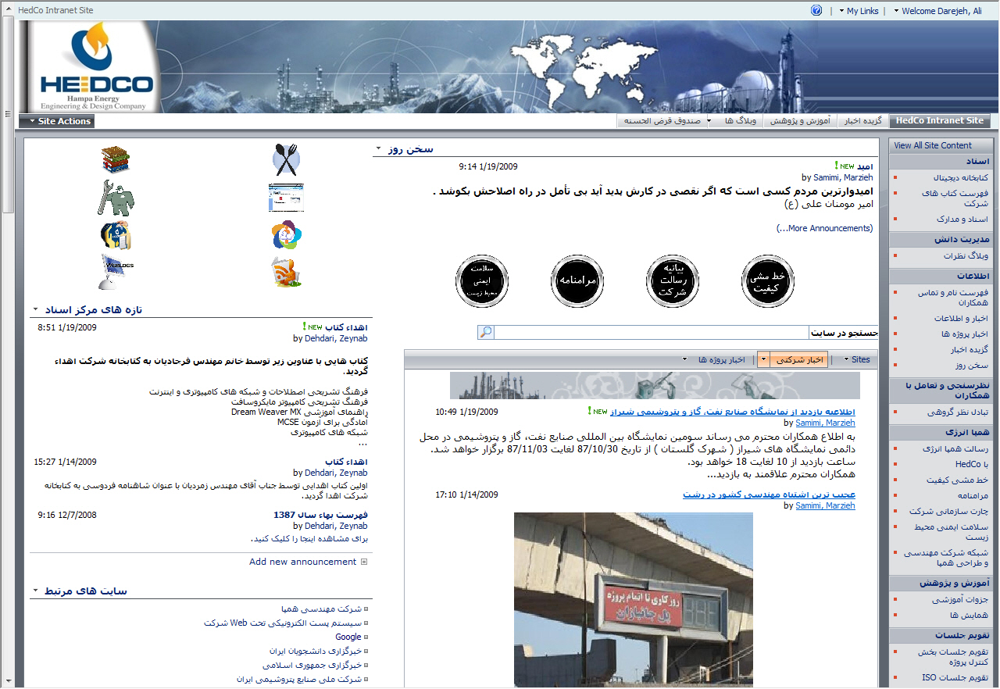 HedCo Intranet Site
My Links | Welcome Darejeh, Ali
HEDCO
Hampa Energy
Engineering & Design Company
Site Actions
HedCo Intranet Site
گزیده اخبار
آموزش و پژوهش
وبلاگ ها
صندوق قرض الحسنه
View All Site Content
اسناد
کتابخانه دیجیتال
فهرست کتاب های
شرکت
اسناد و مدارک
مدیریت دانش
وبلاگ نظرات
اطلاعات
فهرست نام و تماس
همکاران
اخبار و اطلاعات
اخبار پروژه ها
گزیده اخبار
سخن روز
نظرسنجی و تعامل با
همکاران
تبادل نظر گروهی
همپا انرژی
رسالت همپا انرژی
با HedCo
خط مشی کیفیت
مرامنامه
چارت سازمانی شرکت
سلامت ایمنی محیط
زیست
شبکه شرکت مهندسی
و طراحی همپا
آموزش و پژوهش
جزوات آموزشی
همایش ها
تقویم جلسات
تقویم جلسات بخش
کنترل پروژه
تقویم جلسات ISO
سخن روز
امید NEW! 1/19/2009 9:14
by Samimi, Marzieh
امیدوارترین مردم کسی است که اگر نقصی در کارش پدید آید بی تأمل در راه اصلاحش بکوشد .
امیر مومنان علی (ع)
(More Announcements...)
خط مشی
کیفیت
بیانیه
رسالت
شرکت
مرامنامه
سلامت
ایمنی
محیط زیست
جستجو در سایت
Sites | اخبار شرکتی | اخبار پروژه ها
اطلاعیه بازدید از نمایشگاه صنایع نفت، گاز و پتروشیمی شیراز NEW! 1/19/2009 10:49
by Samimi, Marzieh
به اطلاع همکاران محترم می رساند سومین نمایشگاه بین المللی صنایع نفت، گاز و پتروشیمی در محل
دائمی نمایشگاه های شیراز ( شهرک گلستان ) از تاریخ 87/10/30 لغایت 87/11/03 برگزار خواهد شد.
ساعت بازدید از 10 لغایت 18 خواهد بود.
همکاران محترم علاقمند به بازدید...
عجیب ترین اشتباه مهندسی کشور در رشت 1/14/2009 17:10
by Samimi, Marzieh
روز کاری تا اتمام پروژه
پل جانبازان
WEBLOGS
تازه های مرکز اسناد
اهداء کتاب NEW! 1/19/2009 8:51
by Dehdari, Zeynab
کتاب هایی با عناوین زیر توسط خانم مهندس فرحادیان به کتابخانه شرکت اهداء
گردید.
فرهنگ تشریحی اصطلاحات و شبکه های کامپیوتری و اینترنت
فرهنگ تشریحی کامپیوتر مایکروسافت
راهنمای آموزشی Dream Weaver MX
آمادگی برای آزمون MCSE
شبکه های کامپیوتری
...
اهداء کتاب 1/14/2009 15:27
by Dehdari, Zeynab
اولین کتاب اهدایی توسط جناب آقای مهندس زمردیان با عنوان شاهنامه فردوسی به کتابخانه
شرکت اهدا گردید.
فهرست بهاء سال 1387 12/7/2008 9:16
by Dehdari, Zeynab
برای مشاهده اینجا را کلیک کنید.
Add new announcement
سایت های مرتبط
شرکت مهندسی همپا
سیستم پست الکترونیکی تحت Web شرکت
Google
خبرگزاری دانشجویان ایران
خبرگزاری جمهوری اسلامی
شرکت ملی صنایع پتروشیمی ایران